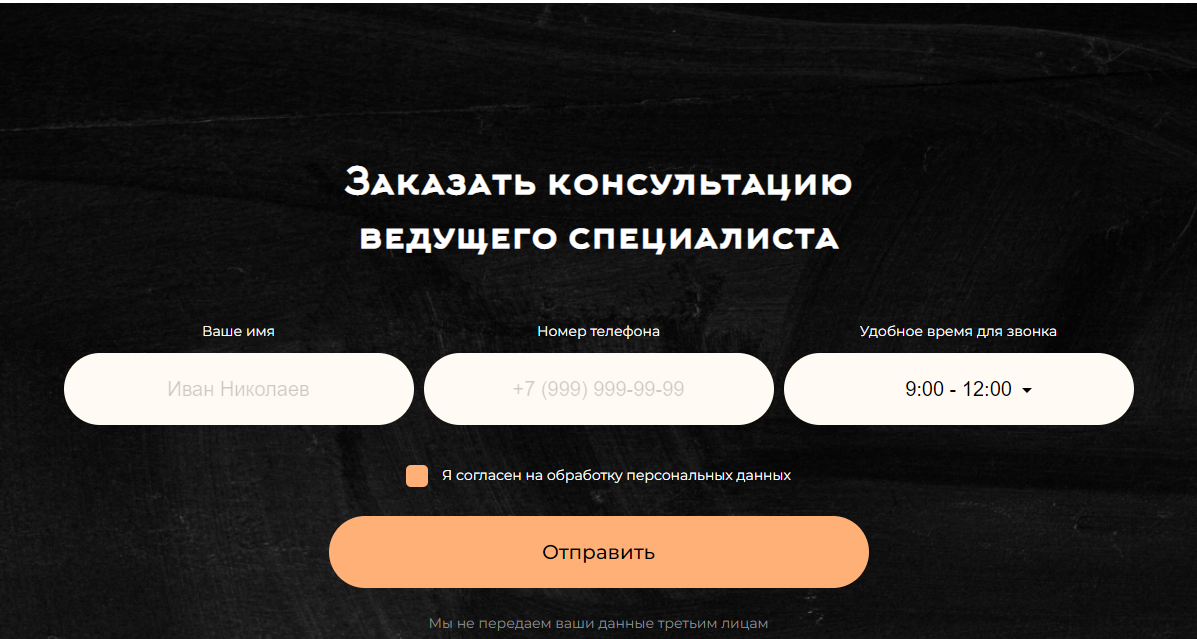 Заказать консультацию
ведущего специалиста
Ваше имя
Номер телефона
Удобное время для звонка
Иван Николаев
+7 (999) 999-99-99
9:00 - 12:00
Я согласен на обработку персональных данных
Отправить
Мы не передаем ваши данные третьим лицам